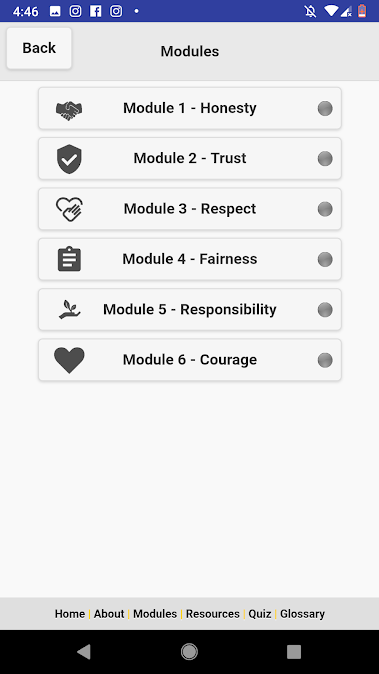 4:46
Back
Modules
Module 1 - Honesty
Module 2 - Trust
Module 3 - Respect
Module 4 - Fairness
Module 5 - Responsibility
Module 6 - Courage
Home | About | Modules | Resources | Quiz | Glossary